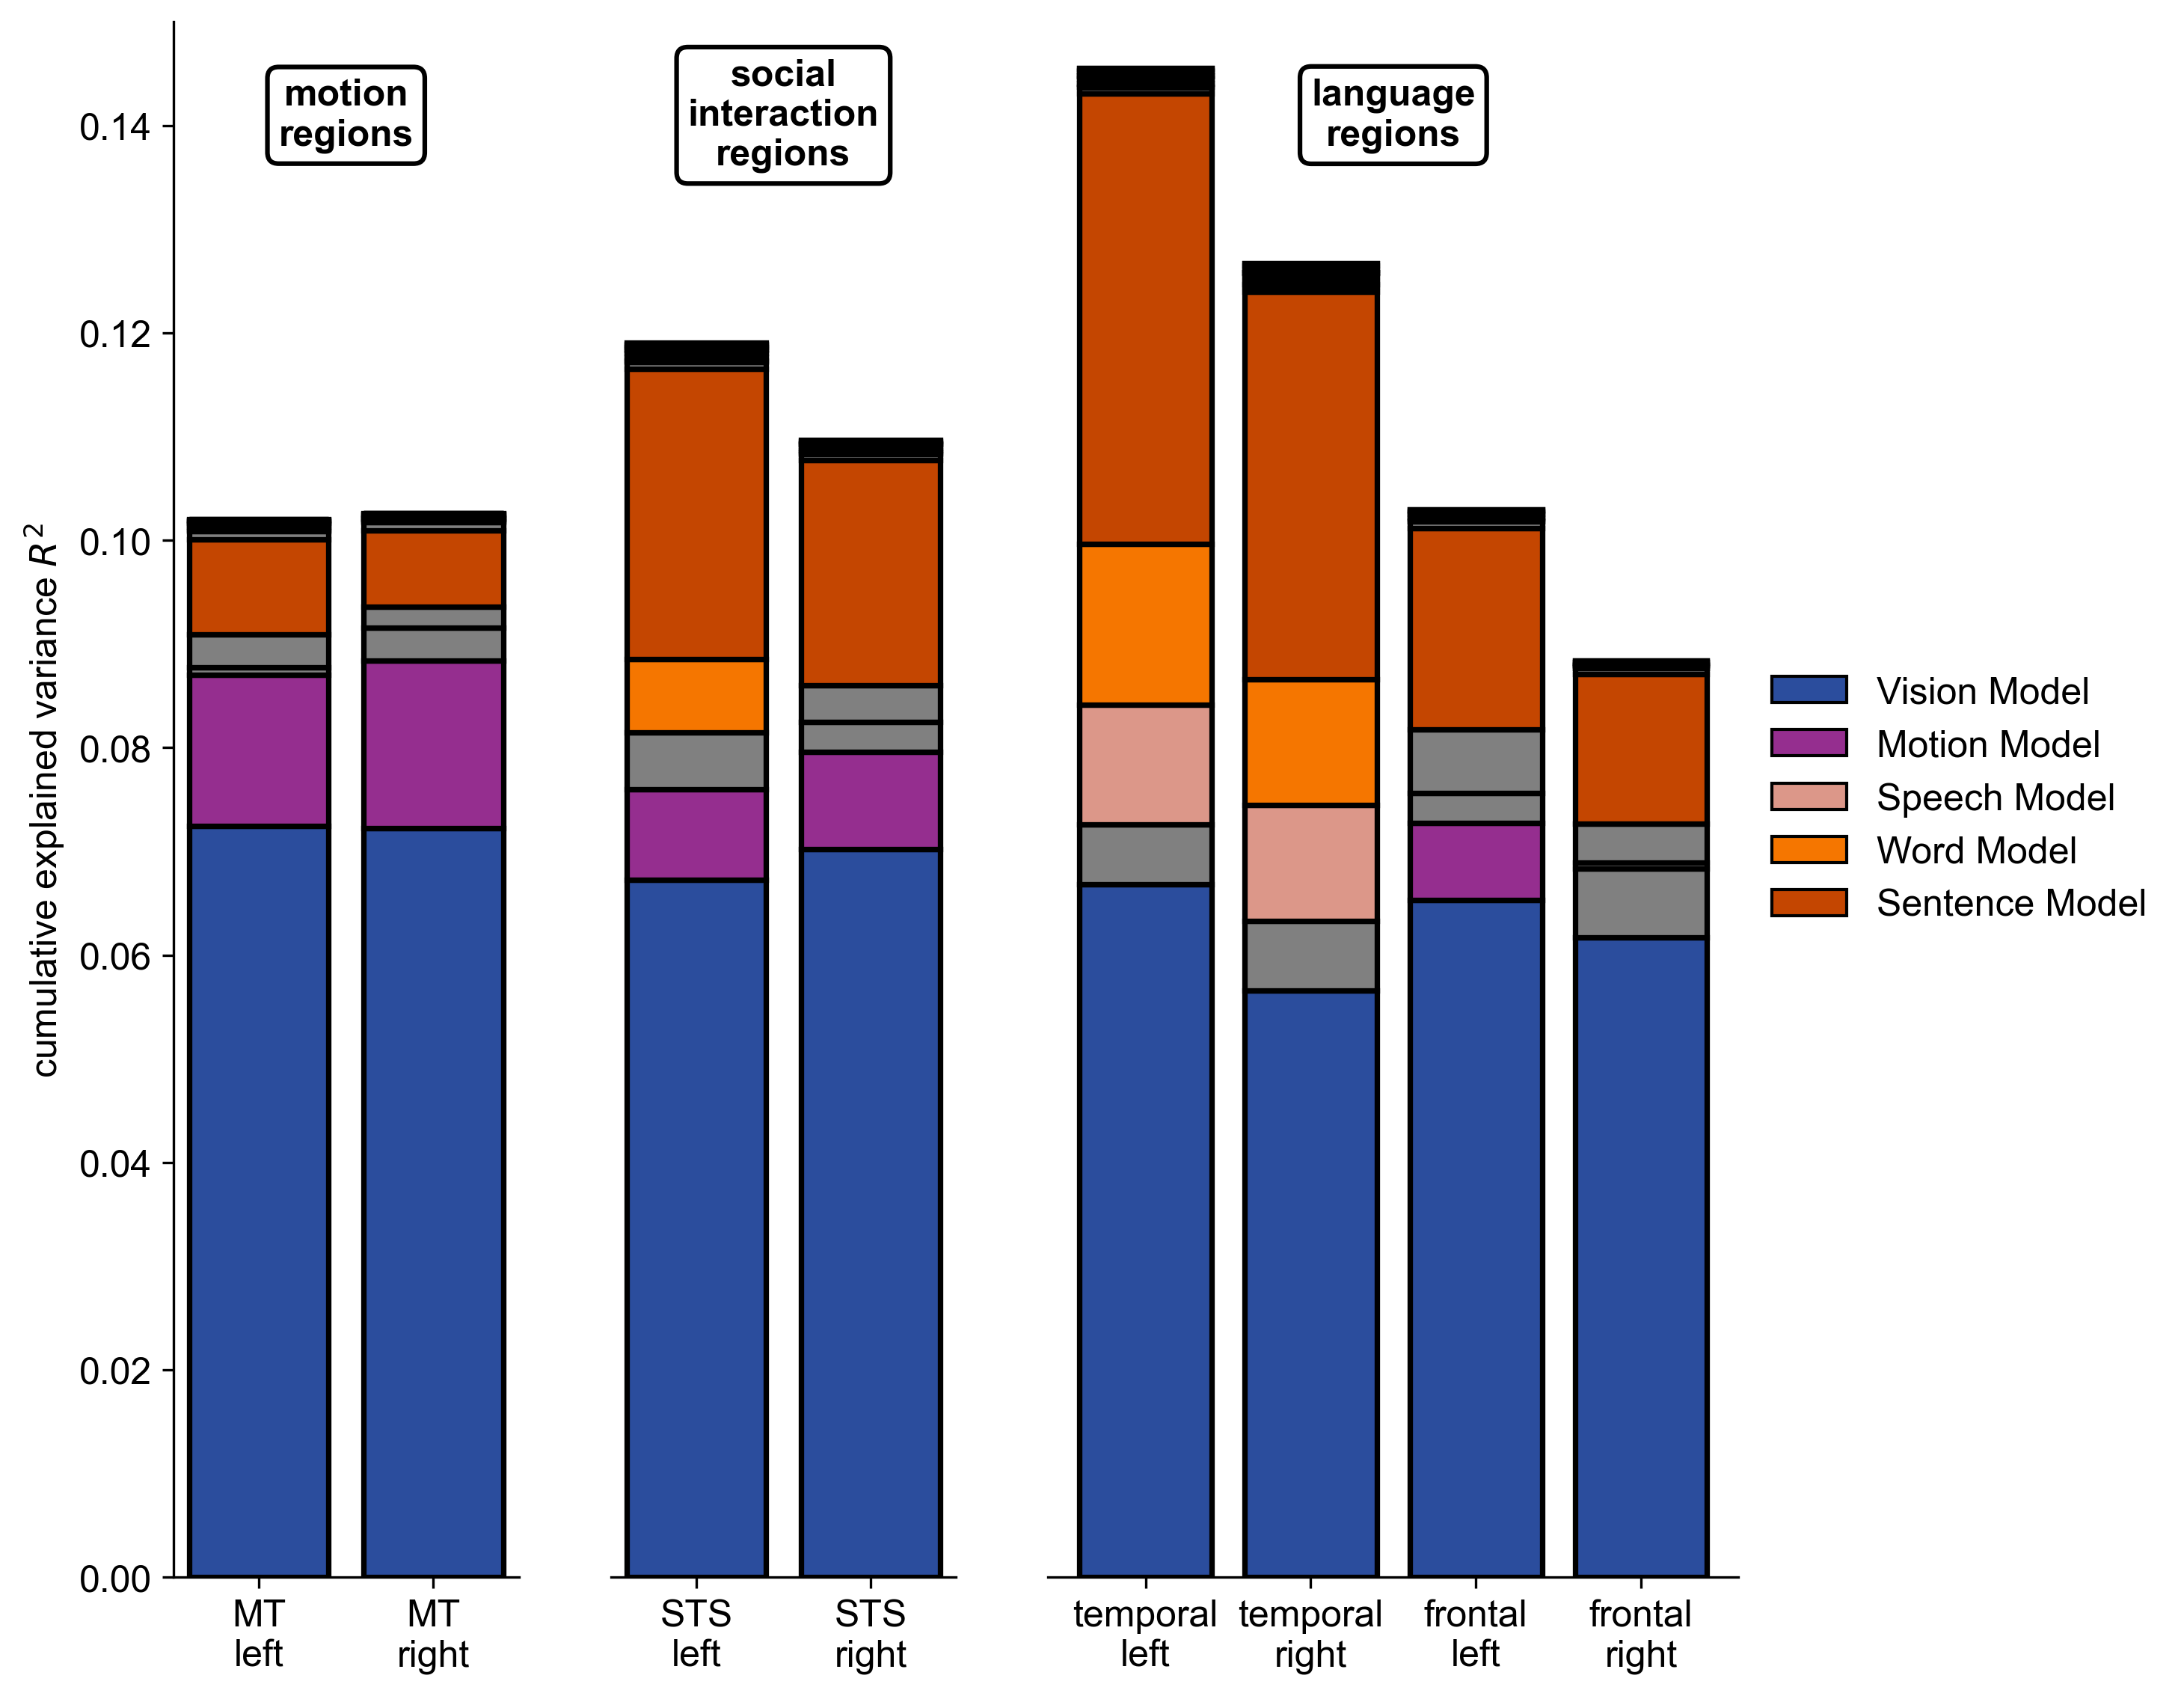 motion
regions
social
interaction
regions
language
regions
cumulative explained variance R²
0.14
0.12
0.10
0.08
0.06
0.04
0.02
0.00
MT
left
MT
right
STS
left
STS
right
temporal
left
temporal
right
frontal
left
frontal
right
Vision Model
Motion Model
Speech Model
Word Model
Sentence Model